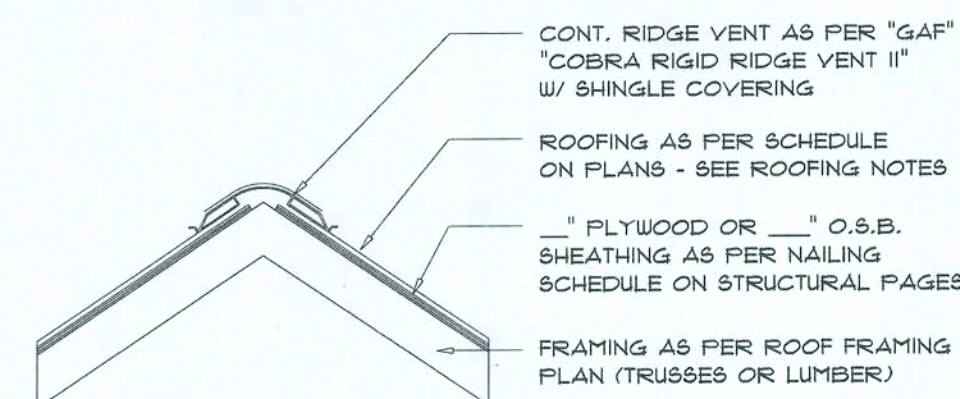 CONT. RIDGE VENT AS PER "GAF"
"COBRA RIGID RIDGE VENT II"
W/ SHINGLE COVERING
ROOFING AS PER SCHEDULE
ON PLANS - SEE ROOFING NOTES
__" PLYWOOD OR ___" O.S.B.
SHEATHING AS PER NAILING
SCHEDULE ON STRUCTURAL PAGES
FRAMING AS PER ROOF FRAMING
PLAN (TRUSSES OR LUMBER)